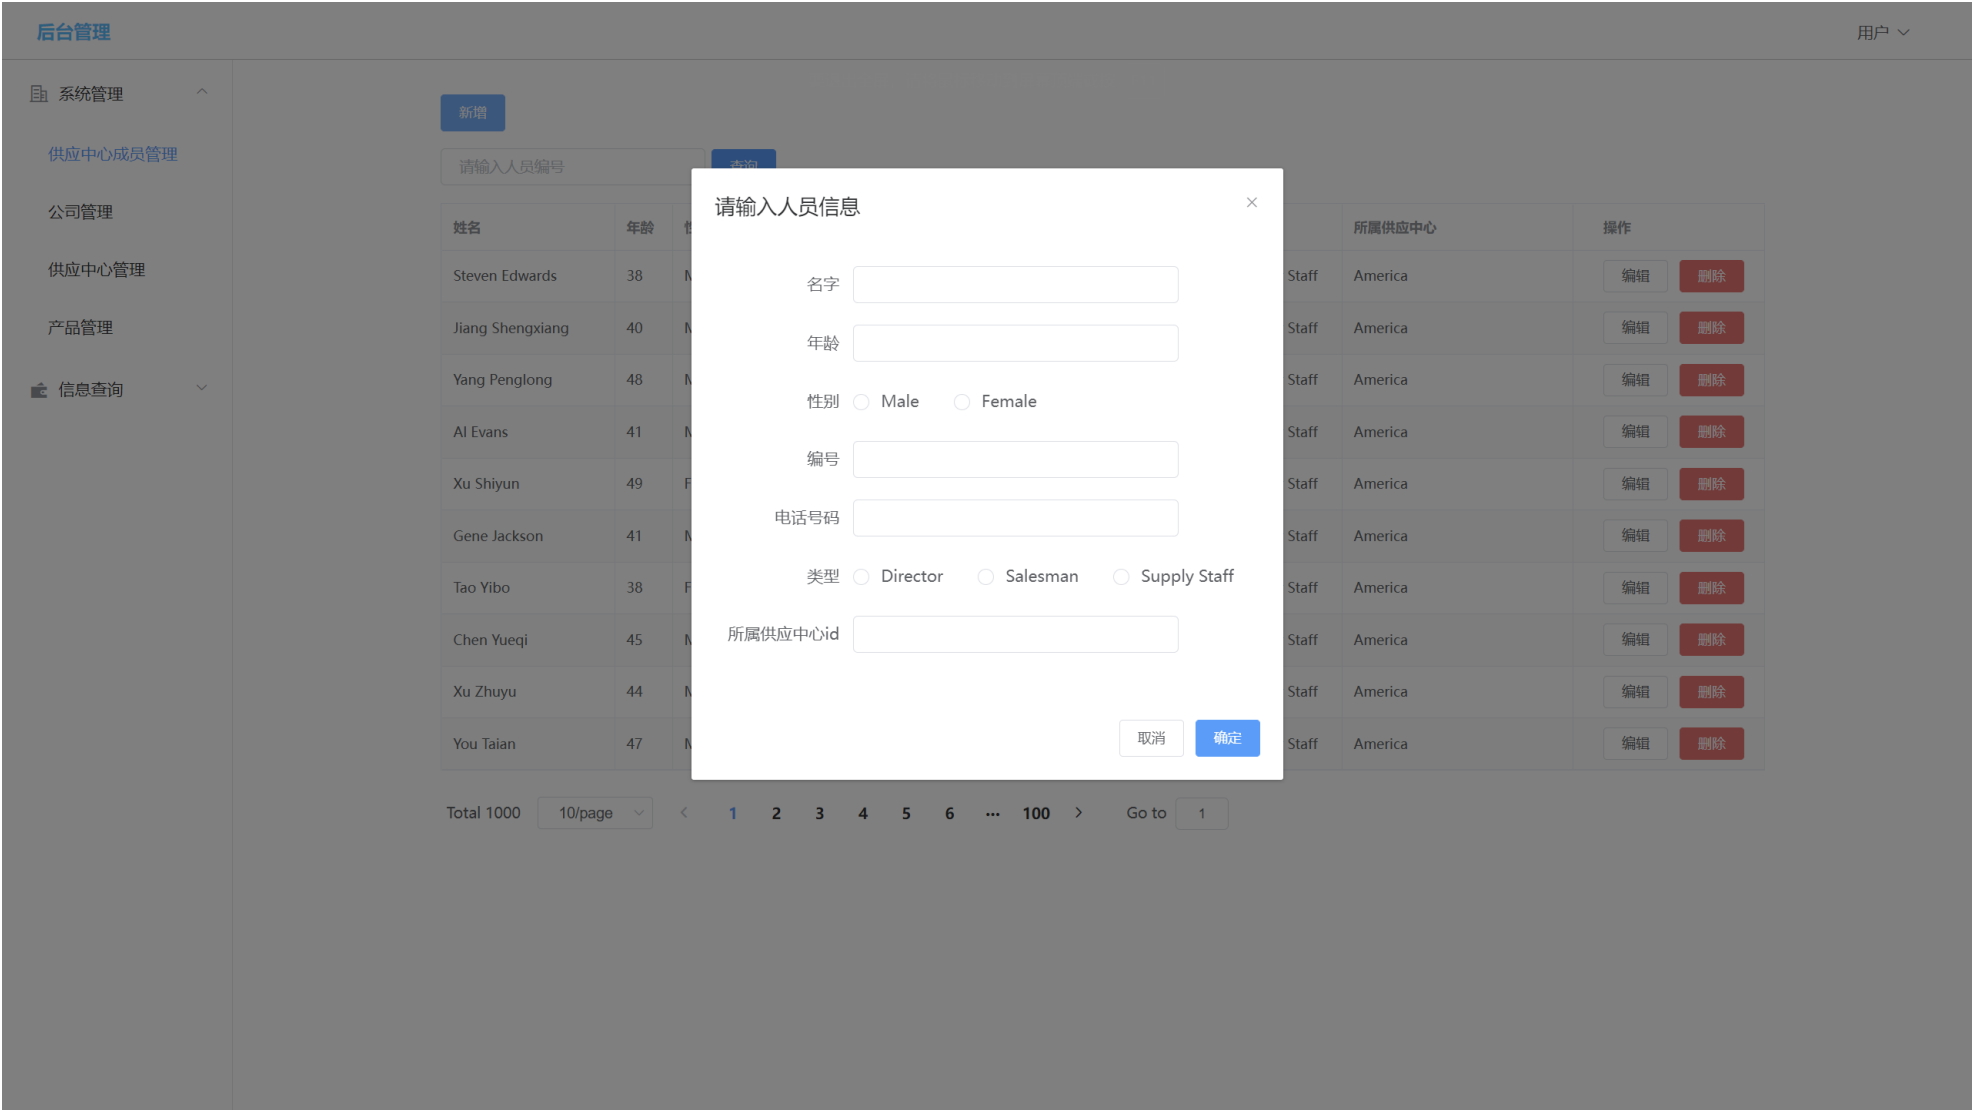 后台管理
用户
系统管理
供应中心成员管理
公司管理
供应中心管理
产品管理
信息查询
新增
请输入人员编号
查询
姓名 年龄 所属供应中心 操作
Steven Edwards 38 Staff America 编辑 删除
Jiang Shengxiang 40 Staff America 编辑 删除
Yang Penglong 48 Staff America 编辑 删除
Al Evans 41 Staff America 编辑 删除
Xu Shiyun 49 Staff America 编辑 删除
Gene Jackson 41 Staff America 编辑 删除
Tao Yibo 38 Staff America 编辑 删除
Chen Yueqi 45 Staff America 编辑 删除
Xu Zhuyu 44 Staff America 编辑 删除
You Taian 47 Staff America 编辑 删除
Total 1000 10/page 1 2 3 4 5 6 ••• 100 Go to 1
请输入人员信息
名字
年龄
性别 Male Female
编号
电话号码
类型 Director Salesman Supply Staff
所属供应中心id
取消 确定